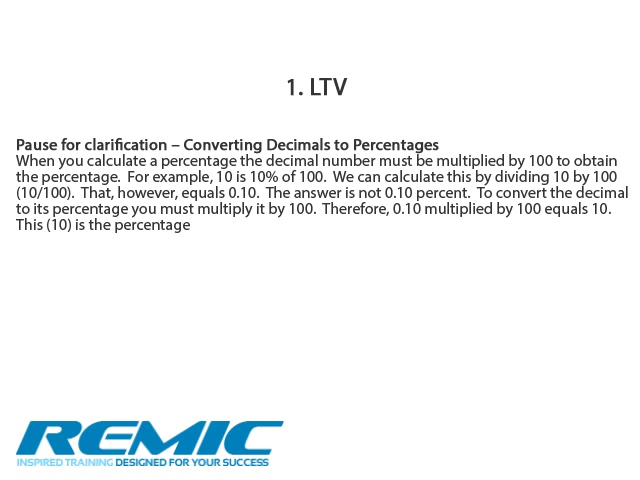 1. LTV
Pause for clarification – Converting Decimals to Percentages
When you calculate a percentage the decimal number must be multiplied by 100 to obtain
the percentage.  For example, 10 is 10% of 100.  We can calculate this by dividing 10 by 100
(10/100).  That, however, equals 0.10.  The answer is not 0.10 percent.  To convert the decimal
to its percentage you must multiply it by 100.  Therefore, 0.10 multiplied by 100 equals 10.
This (10) is the percentage
REMIC
INSPIRED TRAINING DESIGNED FOR YOUR SUCCESS